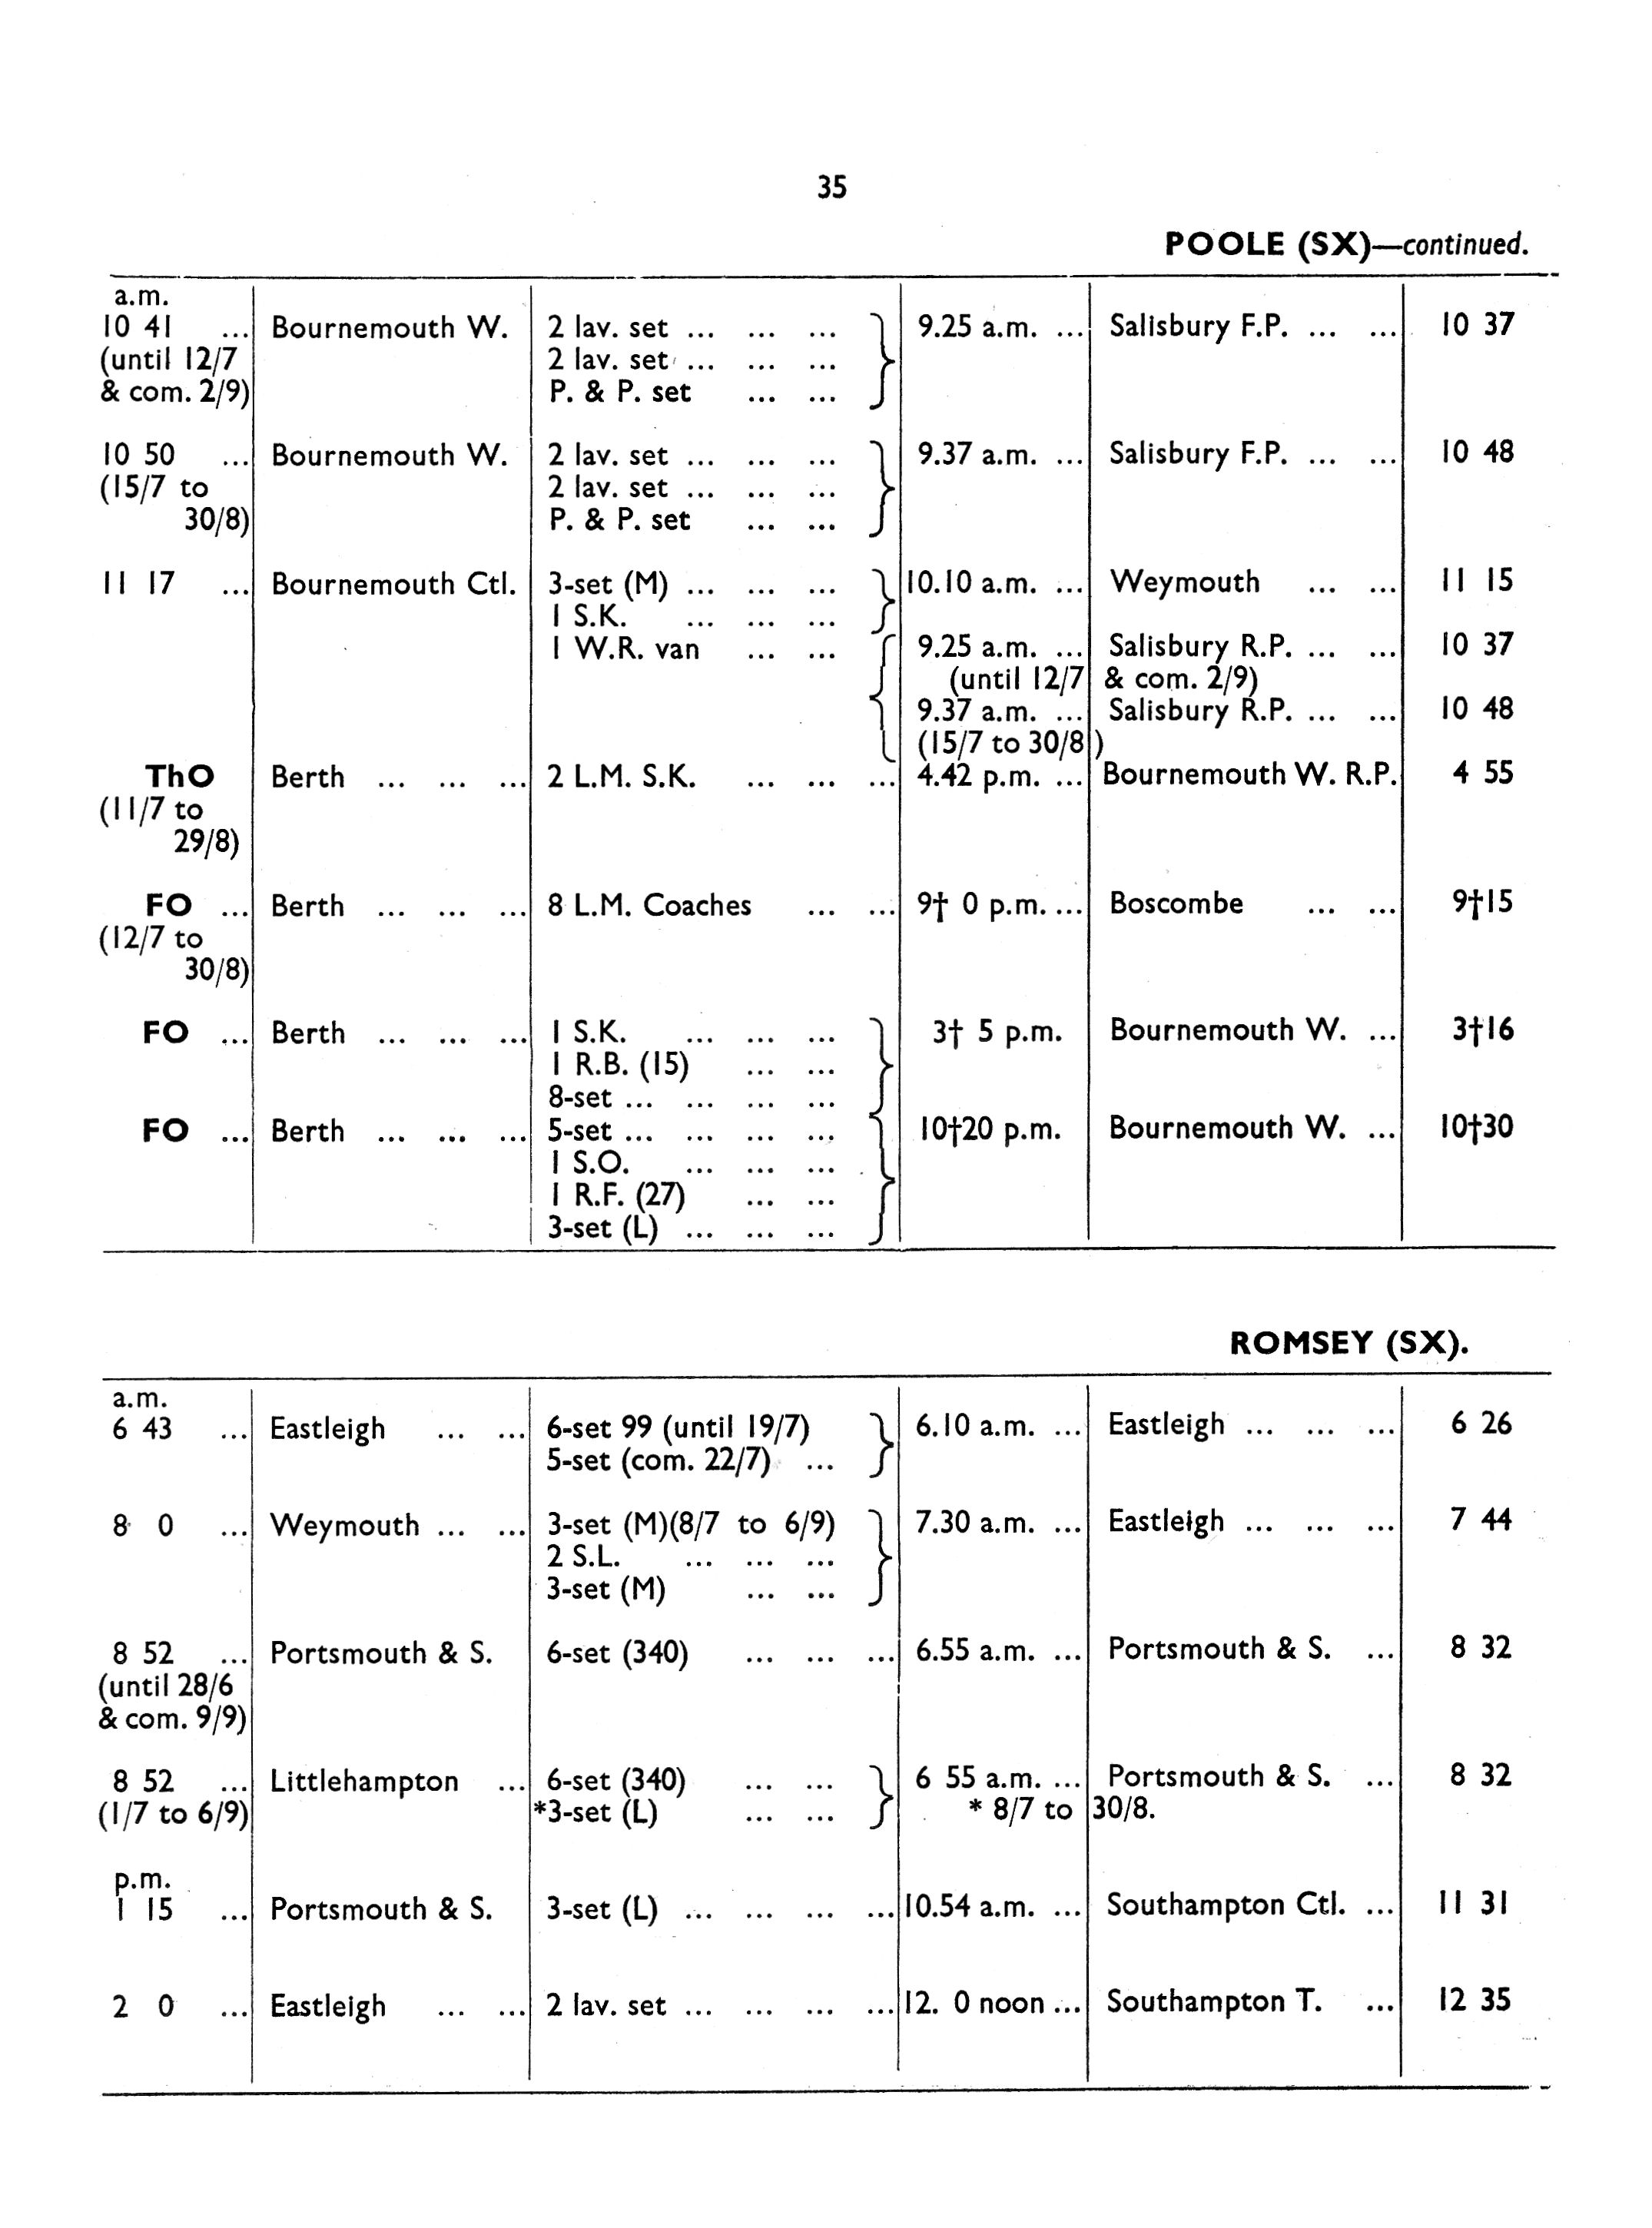 35
POOLE (SX)—continued.
a.m.
10 41 ... Bournemouth W. 2 lav. set ... ... ... 9.25 a.m. ... Salisbury F.P. ... ... 10 37
(until 12/7 2 lav. set ... ... ...
& com. 2/9) P. & P. set ... ...
10 50 ... Bournemouth W. 2 lav. set ... ... ... 9.37 a.m. ... Salisbury F.P. ... ... 10 48
(15/7 to 2 lav. set ... ... ...
30/8) P. & P. set ... ...
11 17 ... Bournemouth Ctl. 3-set (M) ... ... ... 10.10 a.m. ... Weymouth ... ... 11 15
1 S.K. ... ... ...
1 W.R. van ... ... 9.25 a.m. ... Salisbury R.P. ... ... 10 37
(until 12/7 & com. 2/9)
9.37 a.m. ... Salisbury R.P. ... ... 10 48
(15/7 to 30/8)
ThO Berth ... ... ... 2 L.M. S.K. ... ... ... 4.42 p.m. ... Bournemouth W. R.P. 4 55
(11/7 to
29/8)
FO ... Berth ... ... ... 8 L.M. Coaches ... ... 9† 0 p.m. ... Boscombe ... ... 9†15
(12/7 to
30/8)
FO ... Berth ... ... ... 1 S.K. ... ... ... 3† 5 p.m. Bournemouth W. ... 3†16
1 R.B. (15) ... ...
8-set ... ... ... ...
FO ... Berth ... ... ... 5-set ... ... ... ... 10†20 p.m. Bournemouth W. ... 10†30
1 S.O. ... ... ...
1 R.F. (27) ... ...
3-set (L) ... ... ...
ROMSEY (SX).
a.m.
6 43 ... Eastleigh ... ... 6-set 99 (until 19/7) 6.10 a.m. ... Eastleigh ... ... ... 6 26
5-set (com. 22/7) ...
8 0 ... Weymouth ... ... 3-set (M)(8/7 to 6/9) 7.30 a.m. ... Eastleigh ... ... ... 7 44
2 S.L. ... ... ...
3-set (M) ... ...
8 52 ... Portsmouth & S. 6-set (340) ... ... ... 6.55 a.m. ... Portsmouth & S. ... 8 32
(until 28/6
& com. 9/9)
8 52 ... Littlehampton ... 6-set (340) ... ... 6 55 a.m. ... Portsmouth & S. ... 8 32
(1/7 to 6/9) *3-set (L) ... ... * 8/7 to 30/8.
p.m.
1 15 ... Portsmouth & S. 3-set (L) ... ... ... ... 10.54 a.m. ... Southampton Ctl. ... 11 31
2 0 ... Eastleigh ... ... 2 lav. set ... ... ... ... 12. 0 noon ... Southampton T. ... 12 35